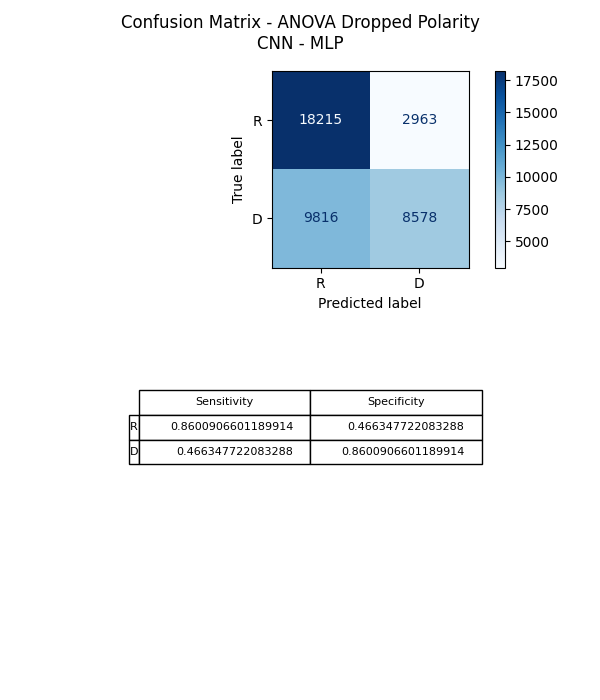 Confusion Matrix - ANOVA Dropped Polarity
CNN - MLP
17500
R 18215 2963
15000
True label
12500
10000
D 9816 8578
7500
5000
R D
Predicted label
Sensitivity Specificity
R 0.8600906601189914 0.466347722083288
D 0.466347722083288 0.8600906601189914